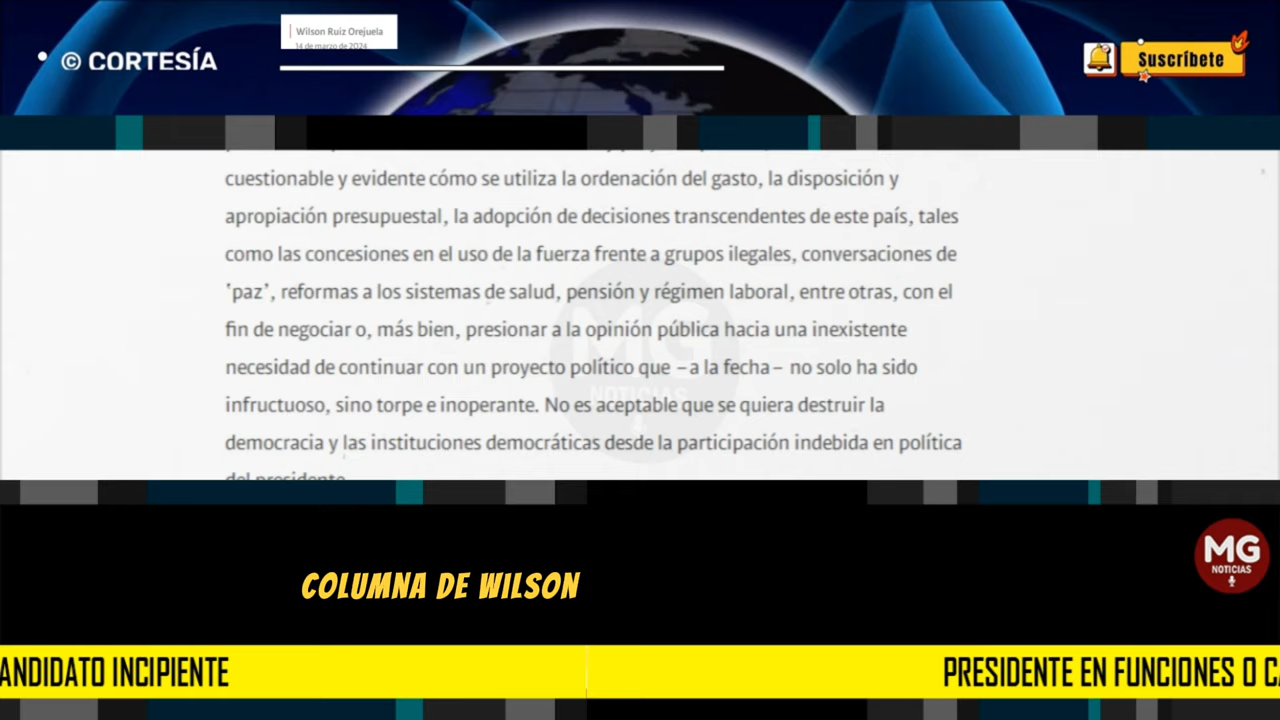 © CORTESÍA
Wilson Ruiz Orejuela
14 de marzo de 2024
Suscríbete
cuestionable y evidente cómo se utiliza la ordenación del gasto, la disposición y
apropiación presupuestal, la adopción de decisiones transcendentes de este país, tales
como las concesiones en el uso de la fuerza frente a grupos ilegales, conversaciones de
'paz', reformas a los sistemas de salud, pensión y régimen laboral, entre otras, con el
fin de negociar o, más bien, presionar a la opinión pública hacia una inexistente
necesidad de continuar con un proyecto político que –a la fecha– no solo ha sido
infructuoso, sino torpe e inoperante. No es aceptable que se quiera destruir la
democracia y las instituciones democráticas desde la participación indebida en política
del presidente
MG
NOTICIAS
COLUMNA DE WILSON
MG
NOTICIAS
ANDIDATO INCIPIENTE
PRESIDENTE EN FUNCIONES O CA